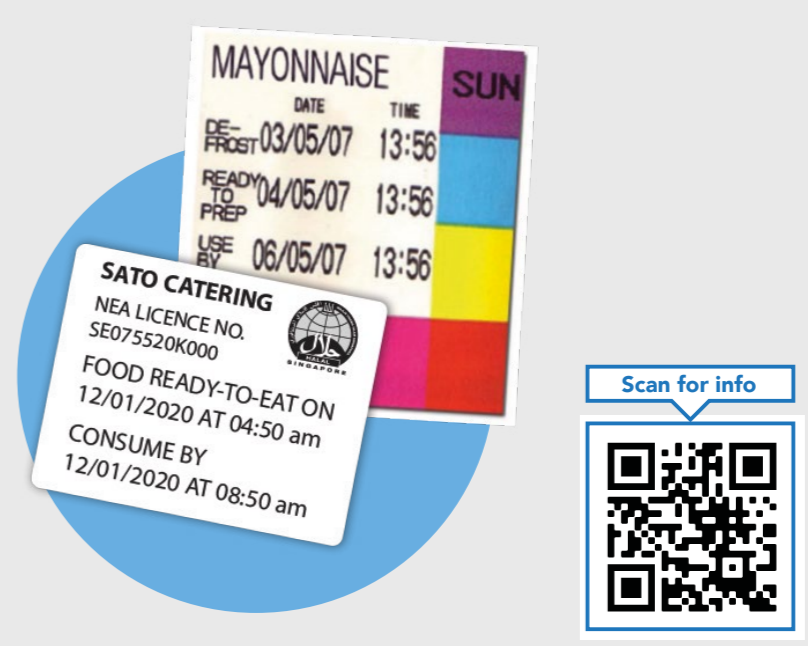 MAYONNAISE
SUN
DATE TIME
DE-
FROST 03/05/07 13:56
READY
TO 04/05/07 13:56
PREP
USE
BY 06/05/07 13:56
SATO CATERING
NEA LICENCE NO.
SE075520K000
HALAL
SINGAPORE
FOOD READY-TO-EAT ON
12/01/2020 AT 04:50 am
CONSUME BY
12/01/2020 AT 08:50 am
Scan for info